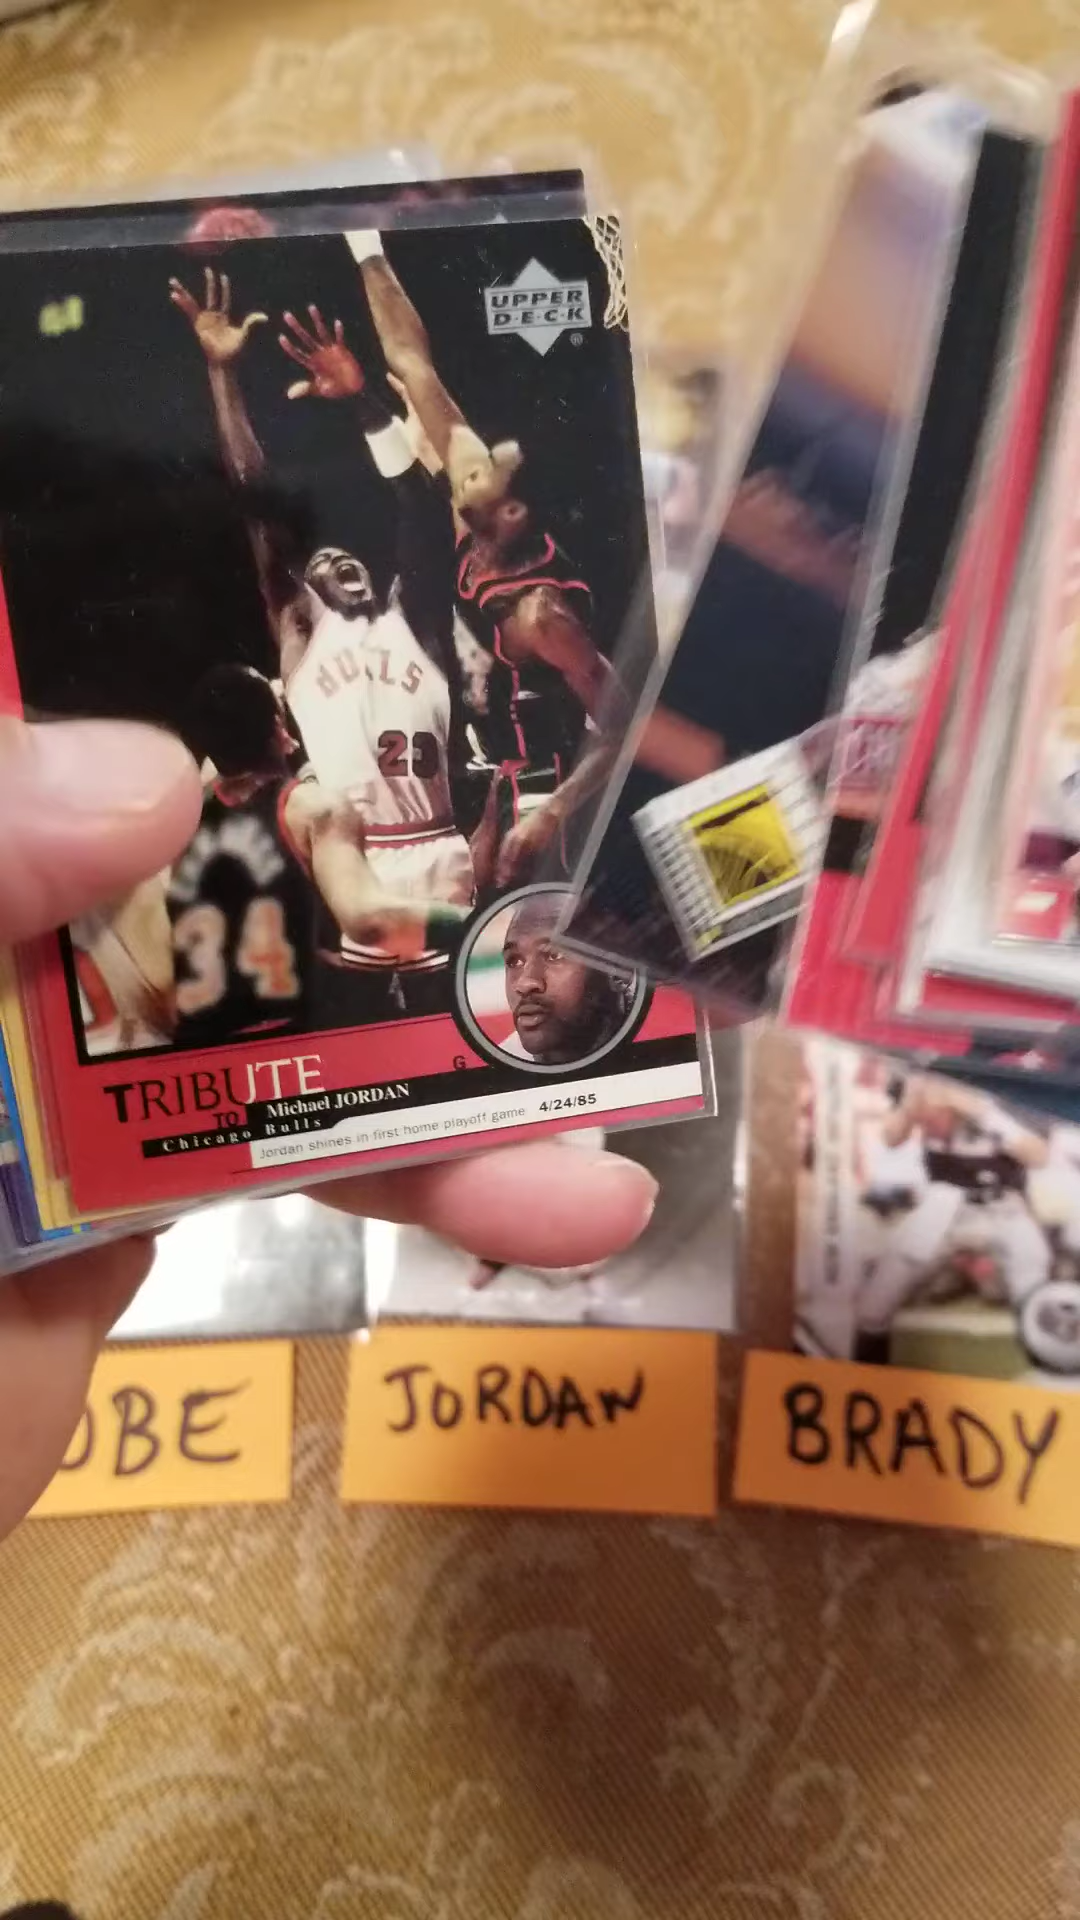 UPPER
D·E·C·K
BULLS
23
34
TRIBUTE
TO
Michael JORDAN
G
Chicago Bulls
Jordan shines in first home playoff game 4/24/85
OBE
JORDAN
BRADY